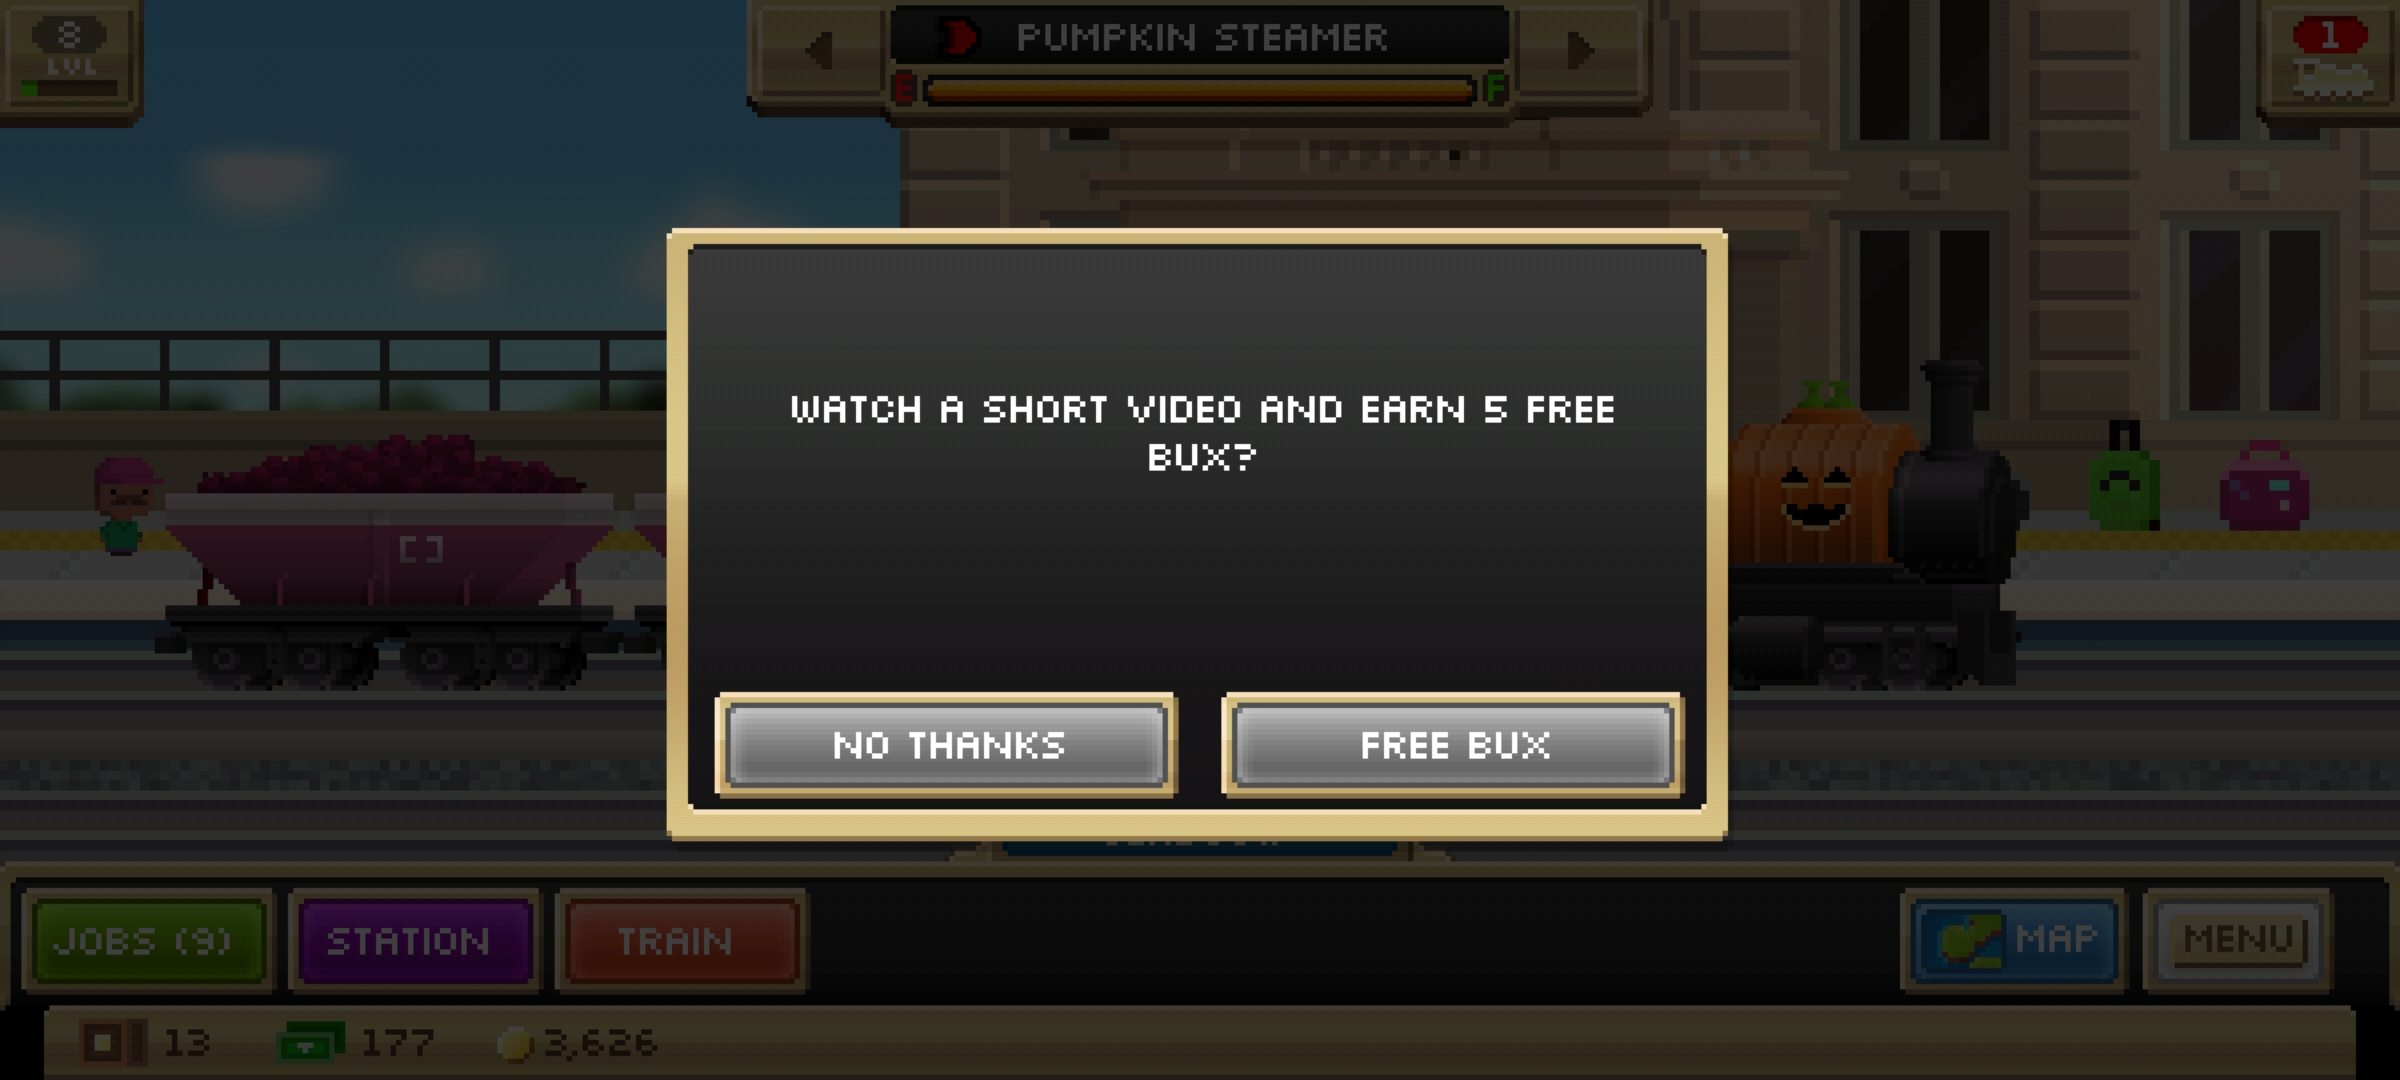 8
LVL
PUMPKIN STEAMER
E F
1
WATCH A SHORT VIDEO AND EARN 5 FREE
BUX?
NO THANKS FREE BUX
JOBS (9) STATION TRAIN MAP MENU
13 177 3,626